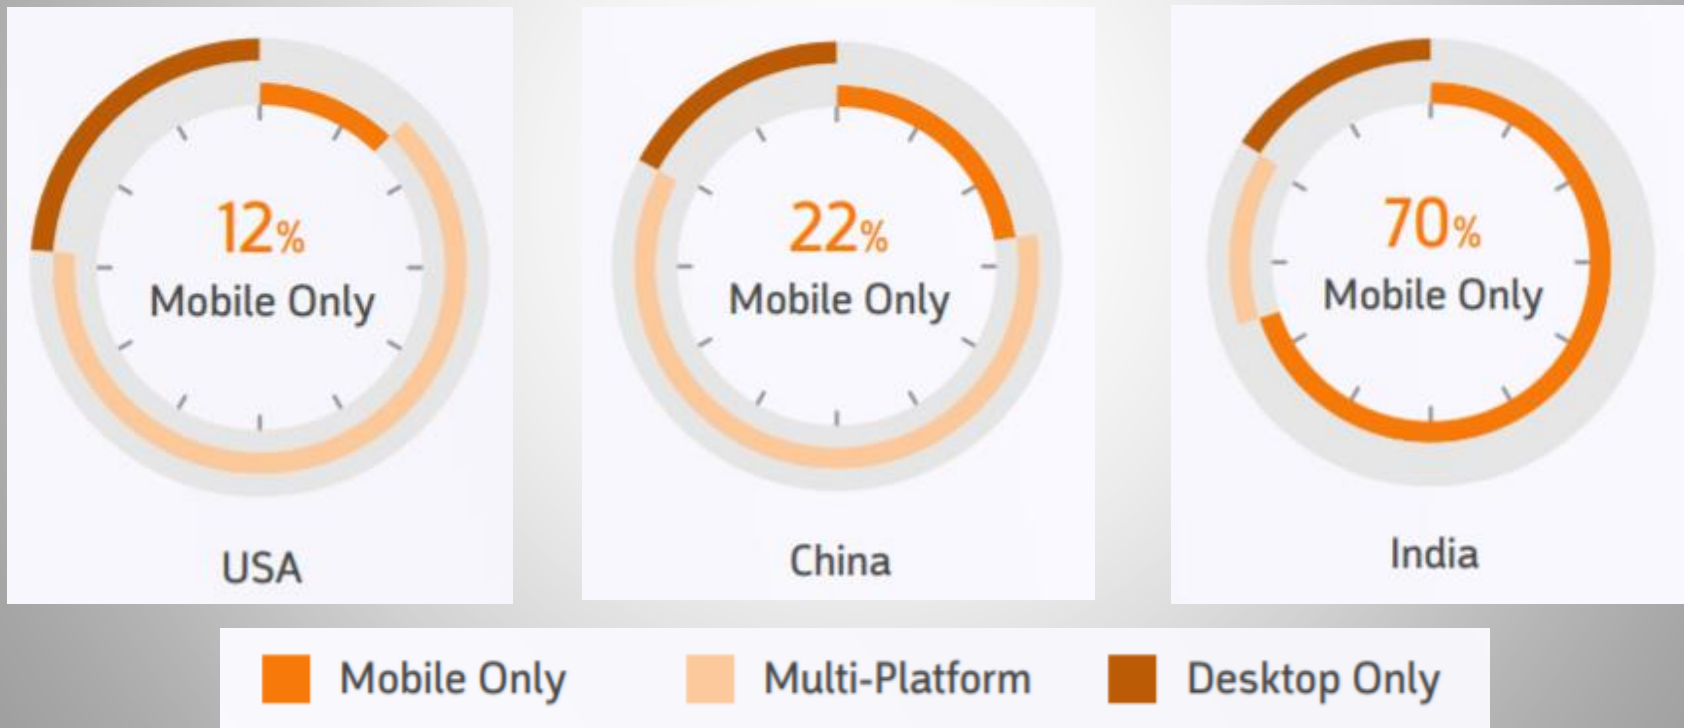 12%
Mobile Only
USA
22%
Mobile Only
China
70%
Mobile Only
India
Mobile Only
Multi-Platform
Desktop Only